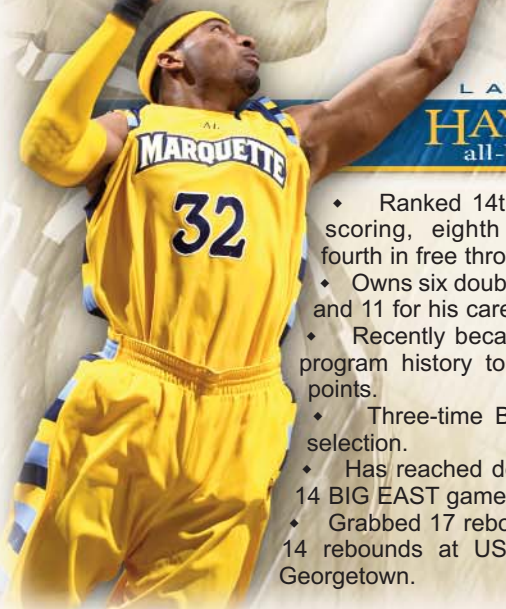 L A
HAY
all-
AL
MARQUETTE
32
◆ Ranked 14t
scoring, eighth
fourth in free thro
◆ Owns six doub
and 11 for his care
◆ Recently beca
program history to
points.
◆ Three-time B
selection.
◆ Has reached d
14 BIG EAST game
◆ Grabbed 17 rebo
14 rebounds at US
Georgetown.